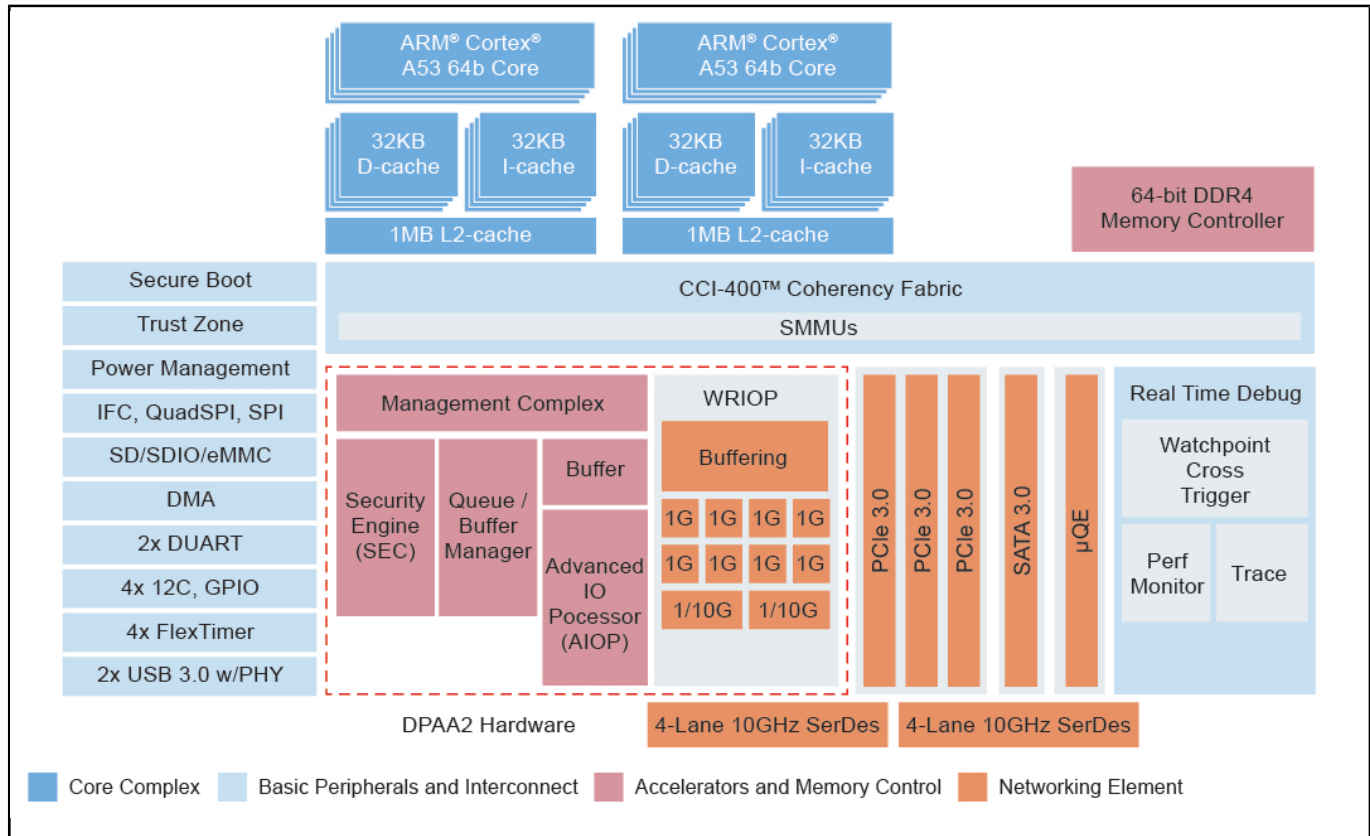 ARM® Cortex®
A53 64b Core
ARM® Cortex®
A53 64b Core
32KB
D-cache
32KB
I-cache
32KB
D-cache
32KB
I-cache
1MB L2-cache
1MB L2-cache
64-bit DDR4
Memory Controller
Secure Boot
Trust Zone
Power Management
IFC, QuadSPI, SPI
SD/SDIO/eMMC
DMA
2x DUART
4x 12C, GPIO
4x FlexTimer
2x USB 3.0 w/PHY
CCI-400™ Coherency Fabric
SMMUs
Management Complex
Security
Engine
(SEC)
Queue /
Buffer
Manager
Buffer
Advanced
IO
Pocessor
(AIOP)
WRIOP
Buffering
1G 1G 1G 1G
1G 1G 1G 1G
1/10G 1/10G
PCIe 3.0
PCIe 3.0
PCIe 3.0
SATA 3.0
µQE
Real Time Debug
Watchpoint
Cross
Trigger
Perf
Monitor
Trace
DPAA2 Hardware
4-Lane 10GHz SerDes
4-Lane 10GHz SerDes
Core Complex
Basic Peripherals and Interconnect
Accelerators and Memory Control
Networking Element